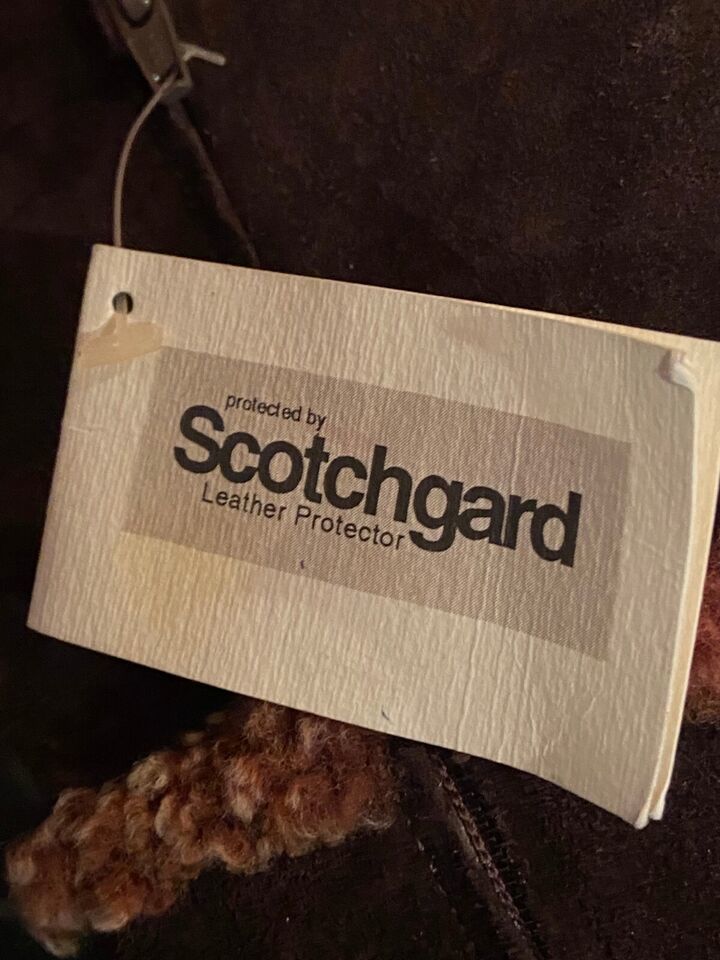 protected by
Scotchgard
Leather Protector